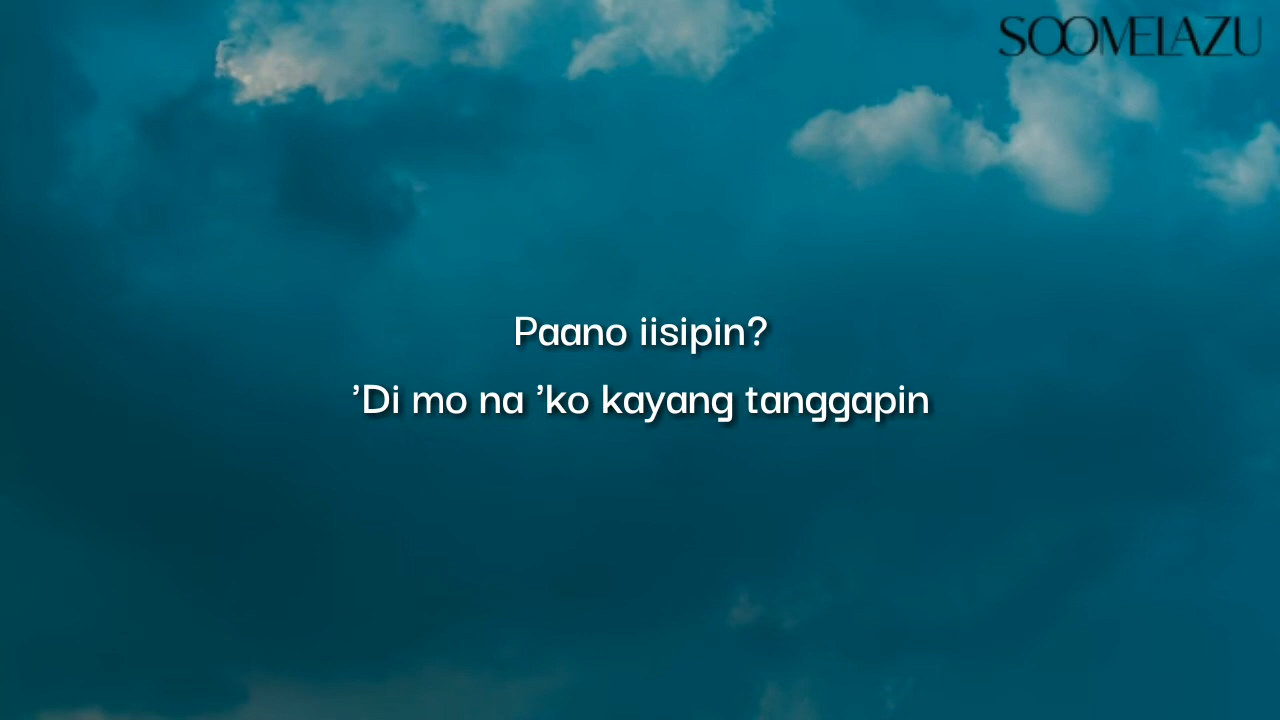 SOOMELAZU
Paano iisipin?
’Di mo na ’ko kayang tanggapin